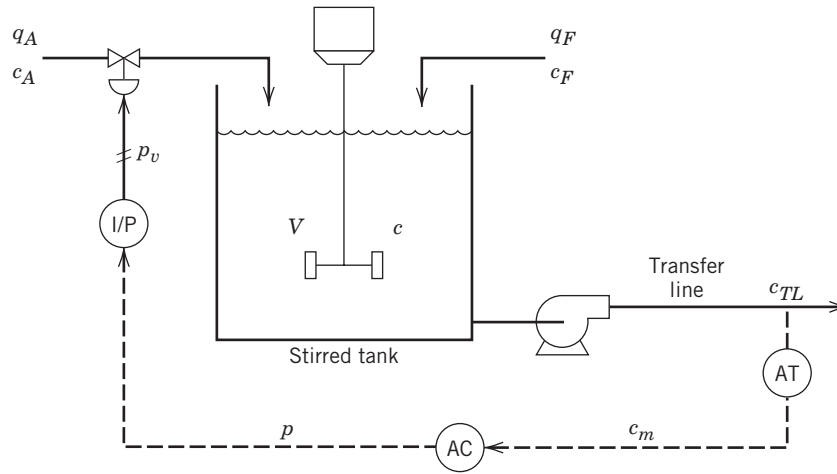 q_A
c_A
q_F
c_F
p_v
I/P
V
c
Transfer
line
c_TL
Stirred tank
AT
p
AC
c_m